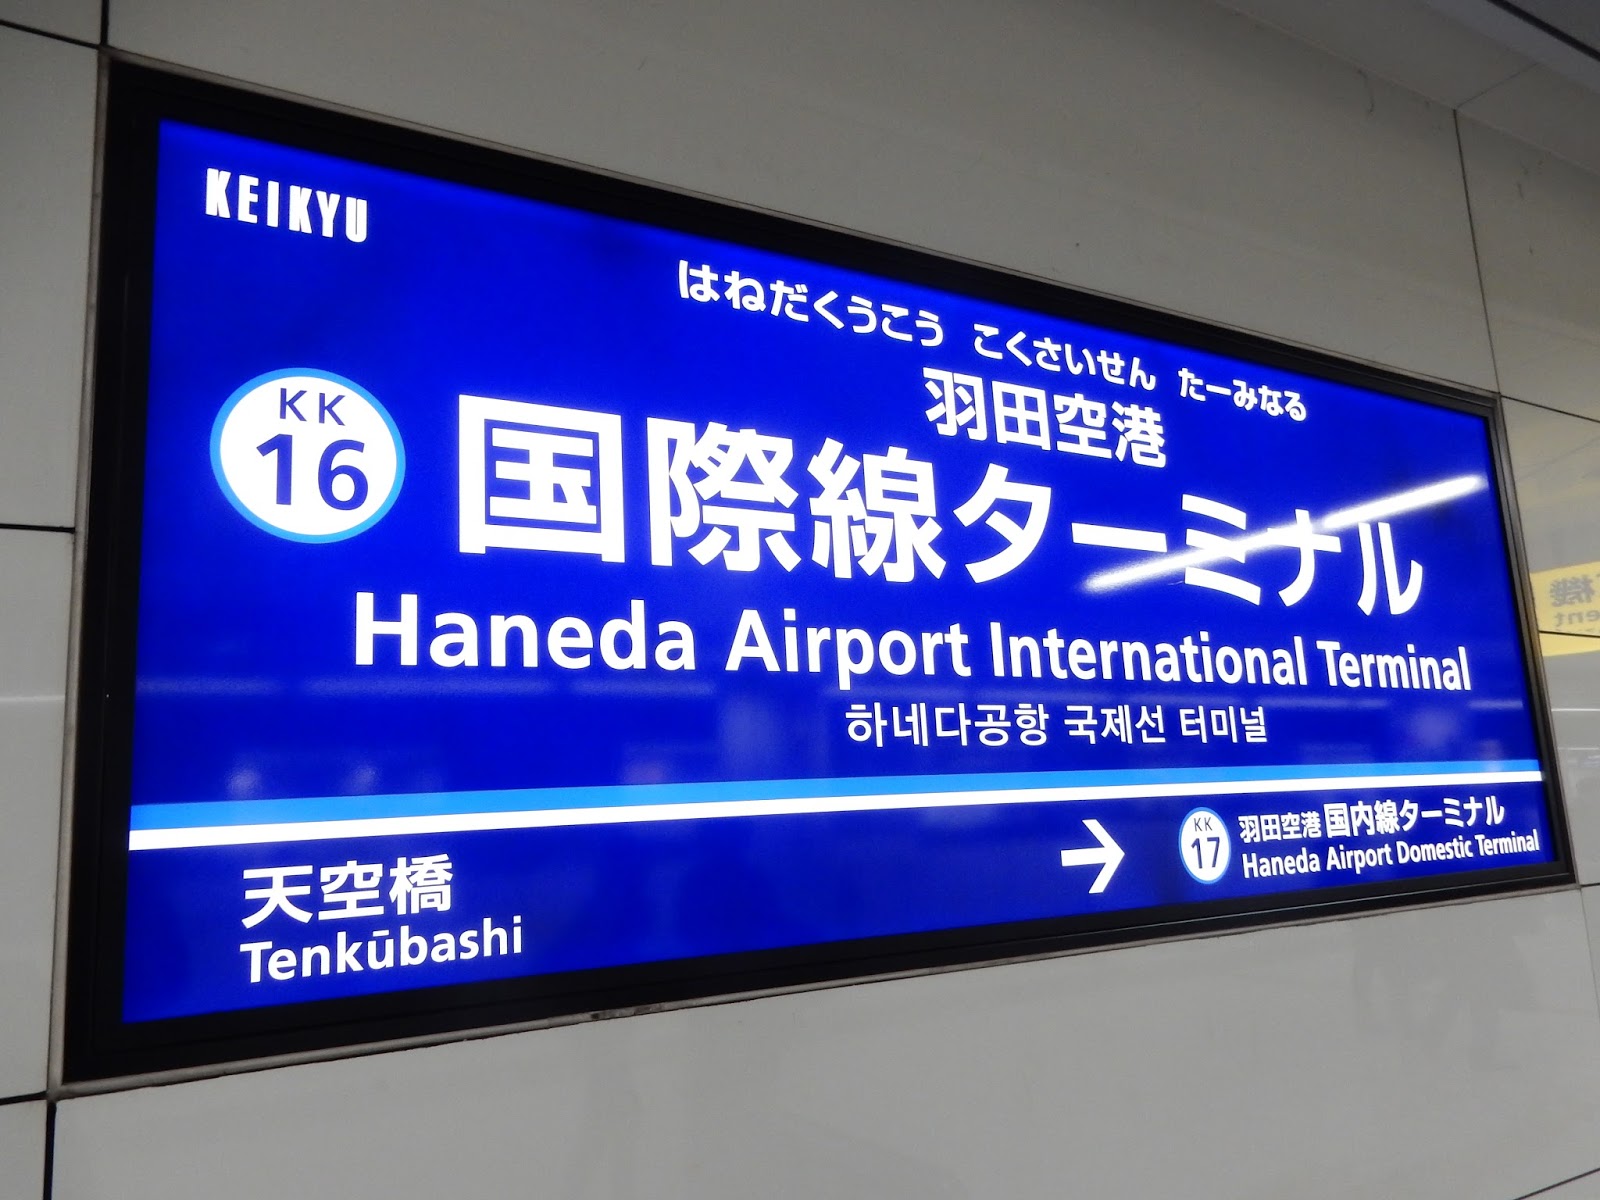 KEIKYU
はねだくうこう こくさいせん たーみなる
羽田空港
KK
16
国際線ターミナル
Haneda Airport International Terminal
하네다공항 국제선 터미널
天空橋
Tenkūbashi
→
KK
17
羽田空港 国内線ターミナル
Haneda Airport Domestic Terminal
機
ent